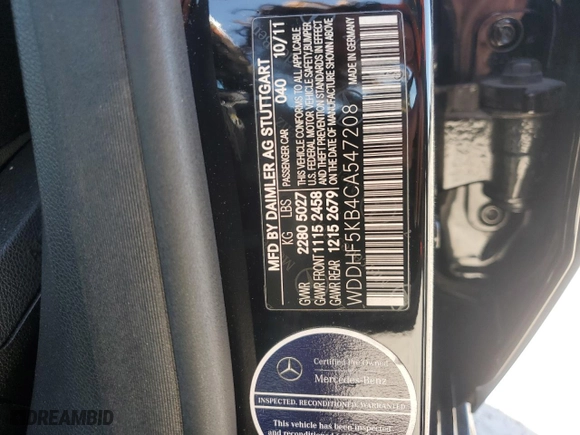 MFD BY DAIMLER AG STUTTGART
PASSENGER CAR 040 10/11
KG LBS
GVWR 2280 5027
GAWR FRONT 1115 2458
GAWR REAR 1215 2679
THIS VEHICLE CONFORMS TO ALL APPLICABLE
U.S. FEDERAL MOTOR VEHICLE SAFETY, BUMPER,
AND THEFT PREVENTION STANDARDS IN EFFECT
ON THE DATE OF MANUFACTURE SHOWN ABOVE
WDDHF5KB4CA547208
MADE IN GERMANY
Certified Pre-Owned
Mercedes-Benz
INSPECTED. RECONDITIONED. WARRANTED
This vehicle has been inspected
DREAMBID